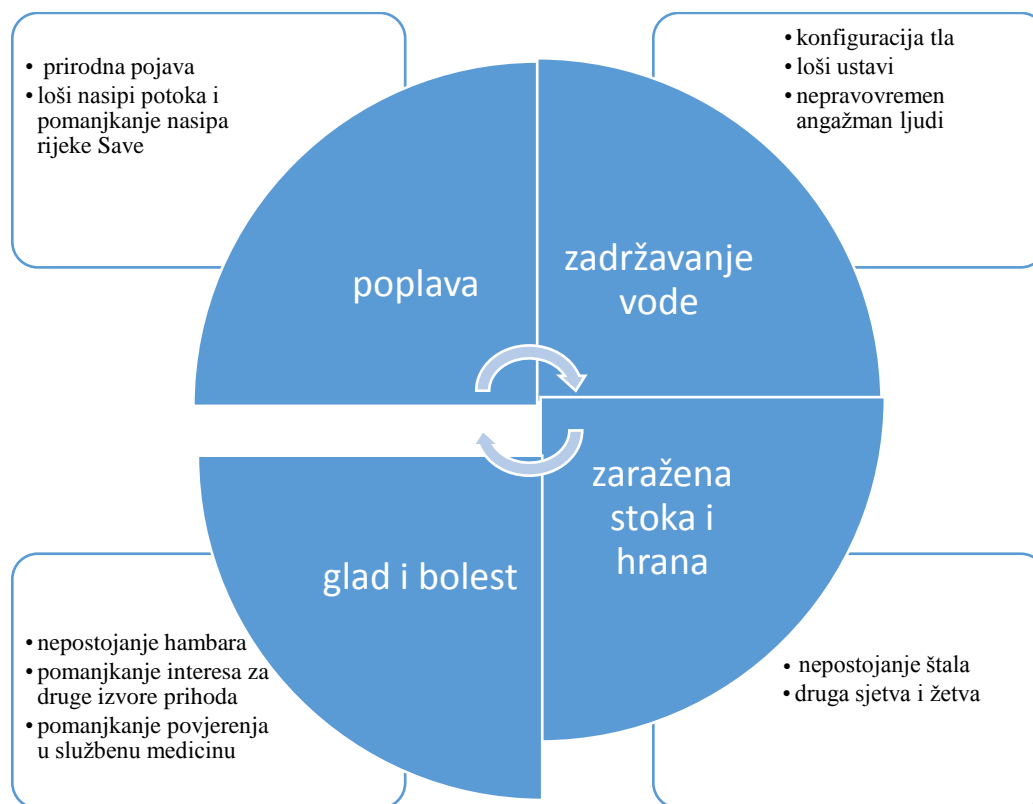 • prirodna pojava
• loši nasipi potoka i
pomanjkanje nasipa
rijeke Save
• konfiguracija tla
• loši ustavi
• nepravovremen
angažman ljudi
poplava
zadržavanje
vode
glad i bolest
zaražena
stoka i
hrana
• nepostojanje hambara
• pomanjkanje interesa za
druge izvore prihoda
• pomanjkanje povjerenja
u službenu medicinu
• nepostojanje štala
• druga sjetva i žetva